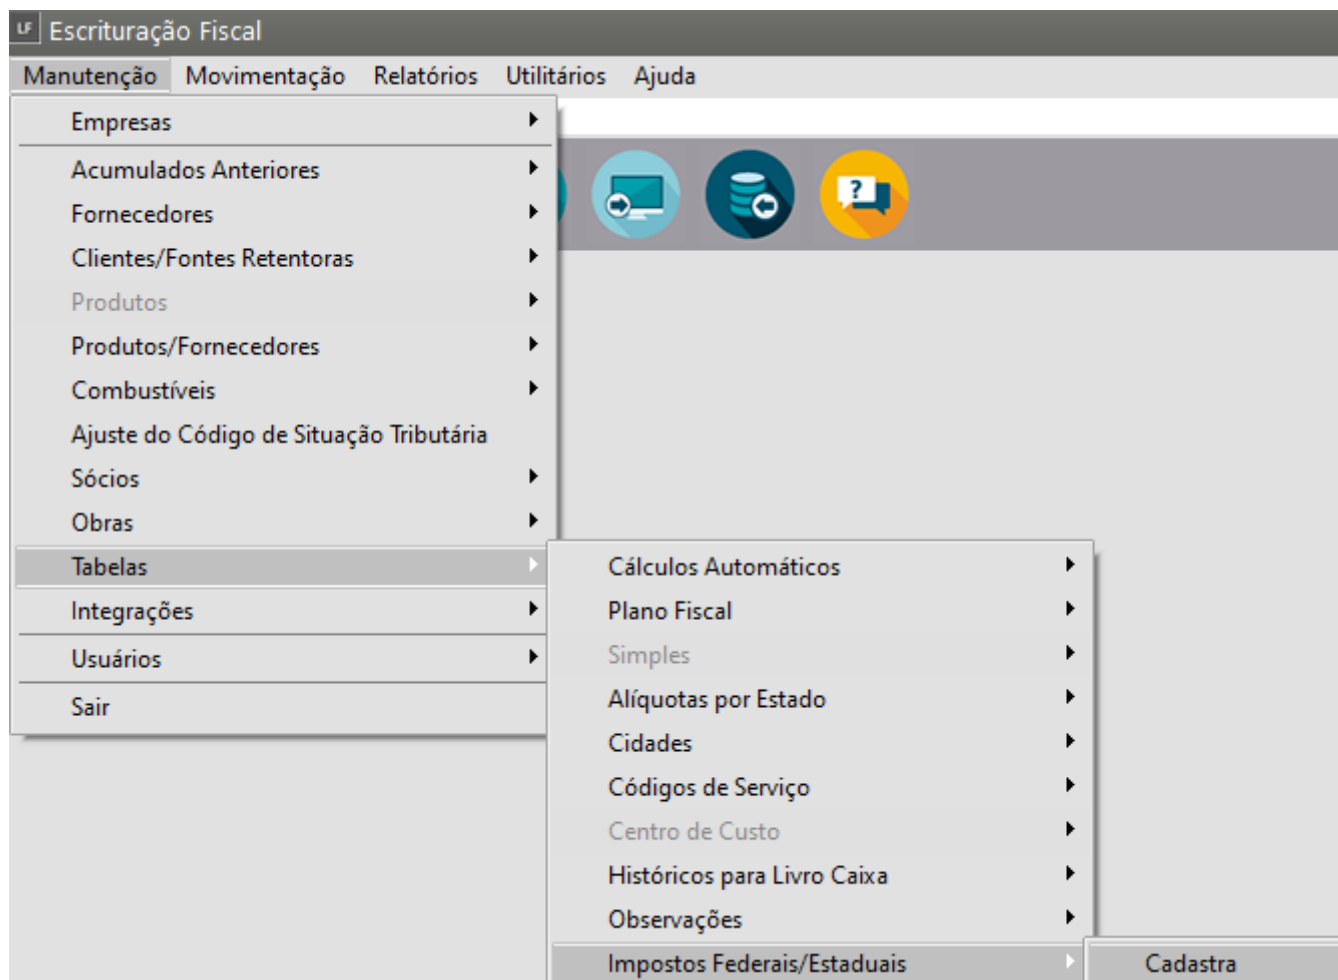 LF Escrituração Fiscal
Manutenção Movimentação Relatórios Utilitários Ajuda
Empresas
Acumulados Anteriores
Fornecedores
Clientes/Fontes Retentoras
?
Produtos
Produtos/Fornecedores
Combustíveis
Ajuste do Código de Situação Tributária
Sócios
Obras
Tabelas
Integrações
Usuários
Sair
Cálculos Automáticos
Plano Fiscal
Simples
Alíquotas por Estado
Cidades
Códigos de Serviço
Centro de Custo
Históricos para Livro Caixa
Observações
Impostos Federais/Estaduais
Cadastra